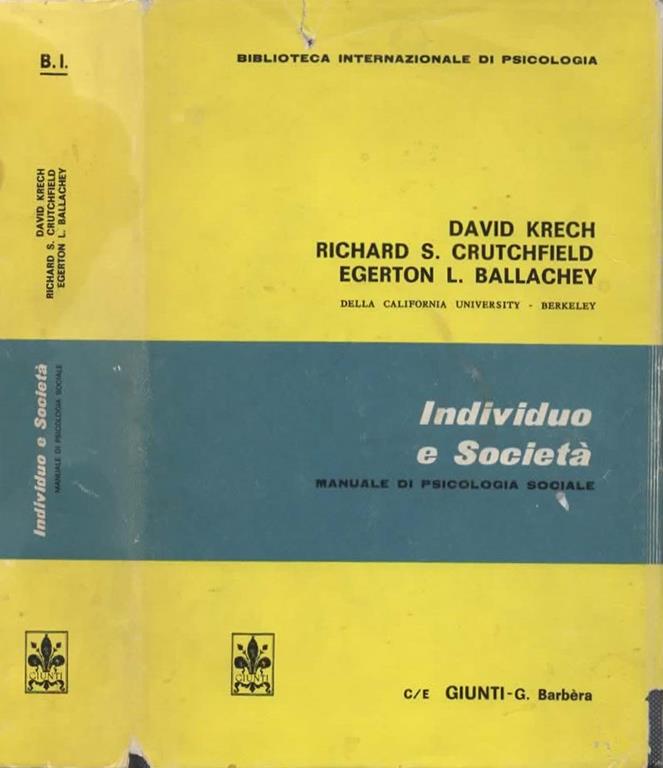 B. I.
DAVID KRECH
RICHARD S. CRUTCHFIELD
EGERTON L. BALLACHEY
Individuo e Società
MANUALE DI PSICOLOGIA SOCIALE
GIUNTI
BIBLIOTECA INTERNAZIONALE DI PSICOLOGIA
DAVID KRECH
RICHARD S. CRUTCHFIELD
EGERTON L. BALLACHEY
DELLA CALIFORNIA UNIVERSITY - BERKELEY
Individuo
e Società
MANUALE DI PSICOLOGIA SOCIALE
GIUNTI
C/E GIUNTI-G. Barbèra